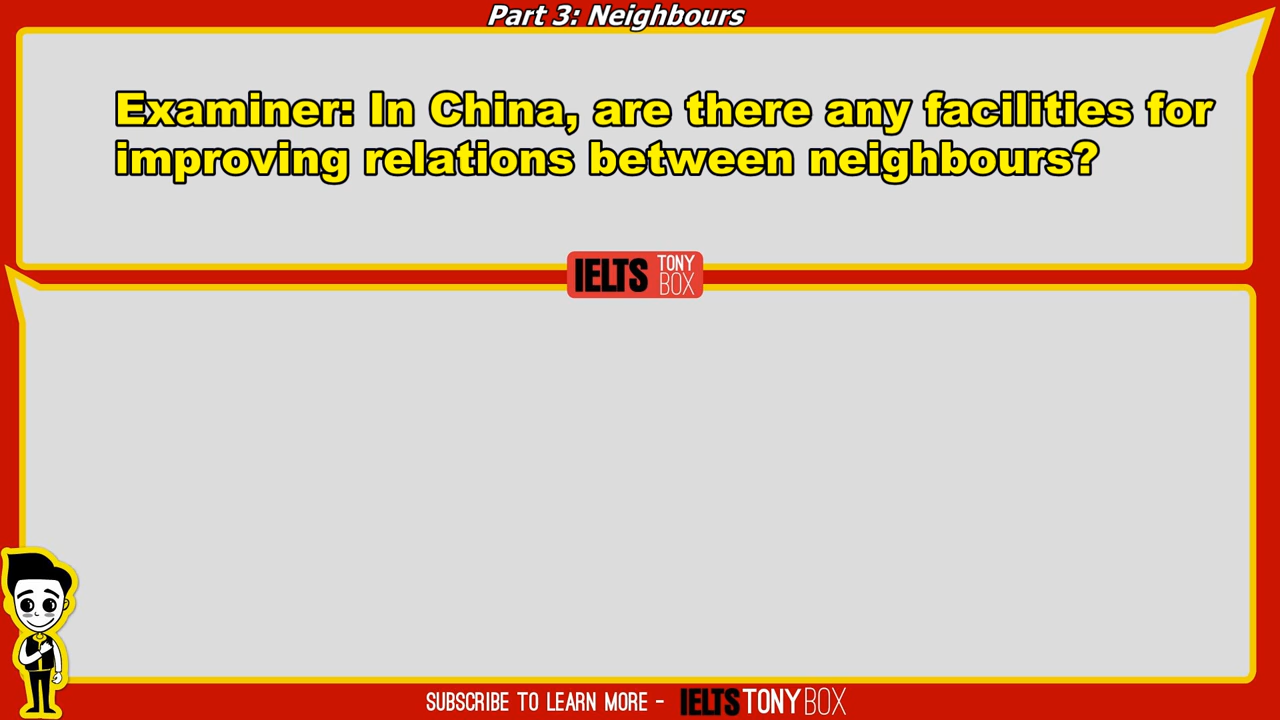 Part 3: Neighbours
Examiner: In China, are there any facilities for
improving relations between neighbours?
IELTS TONY BOX
SUBSCRIBE TO LEARN MORE - IELTS TONY BOX